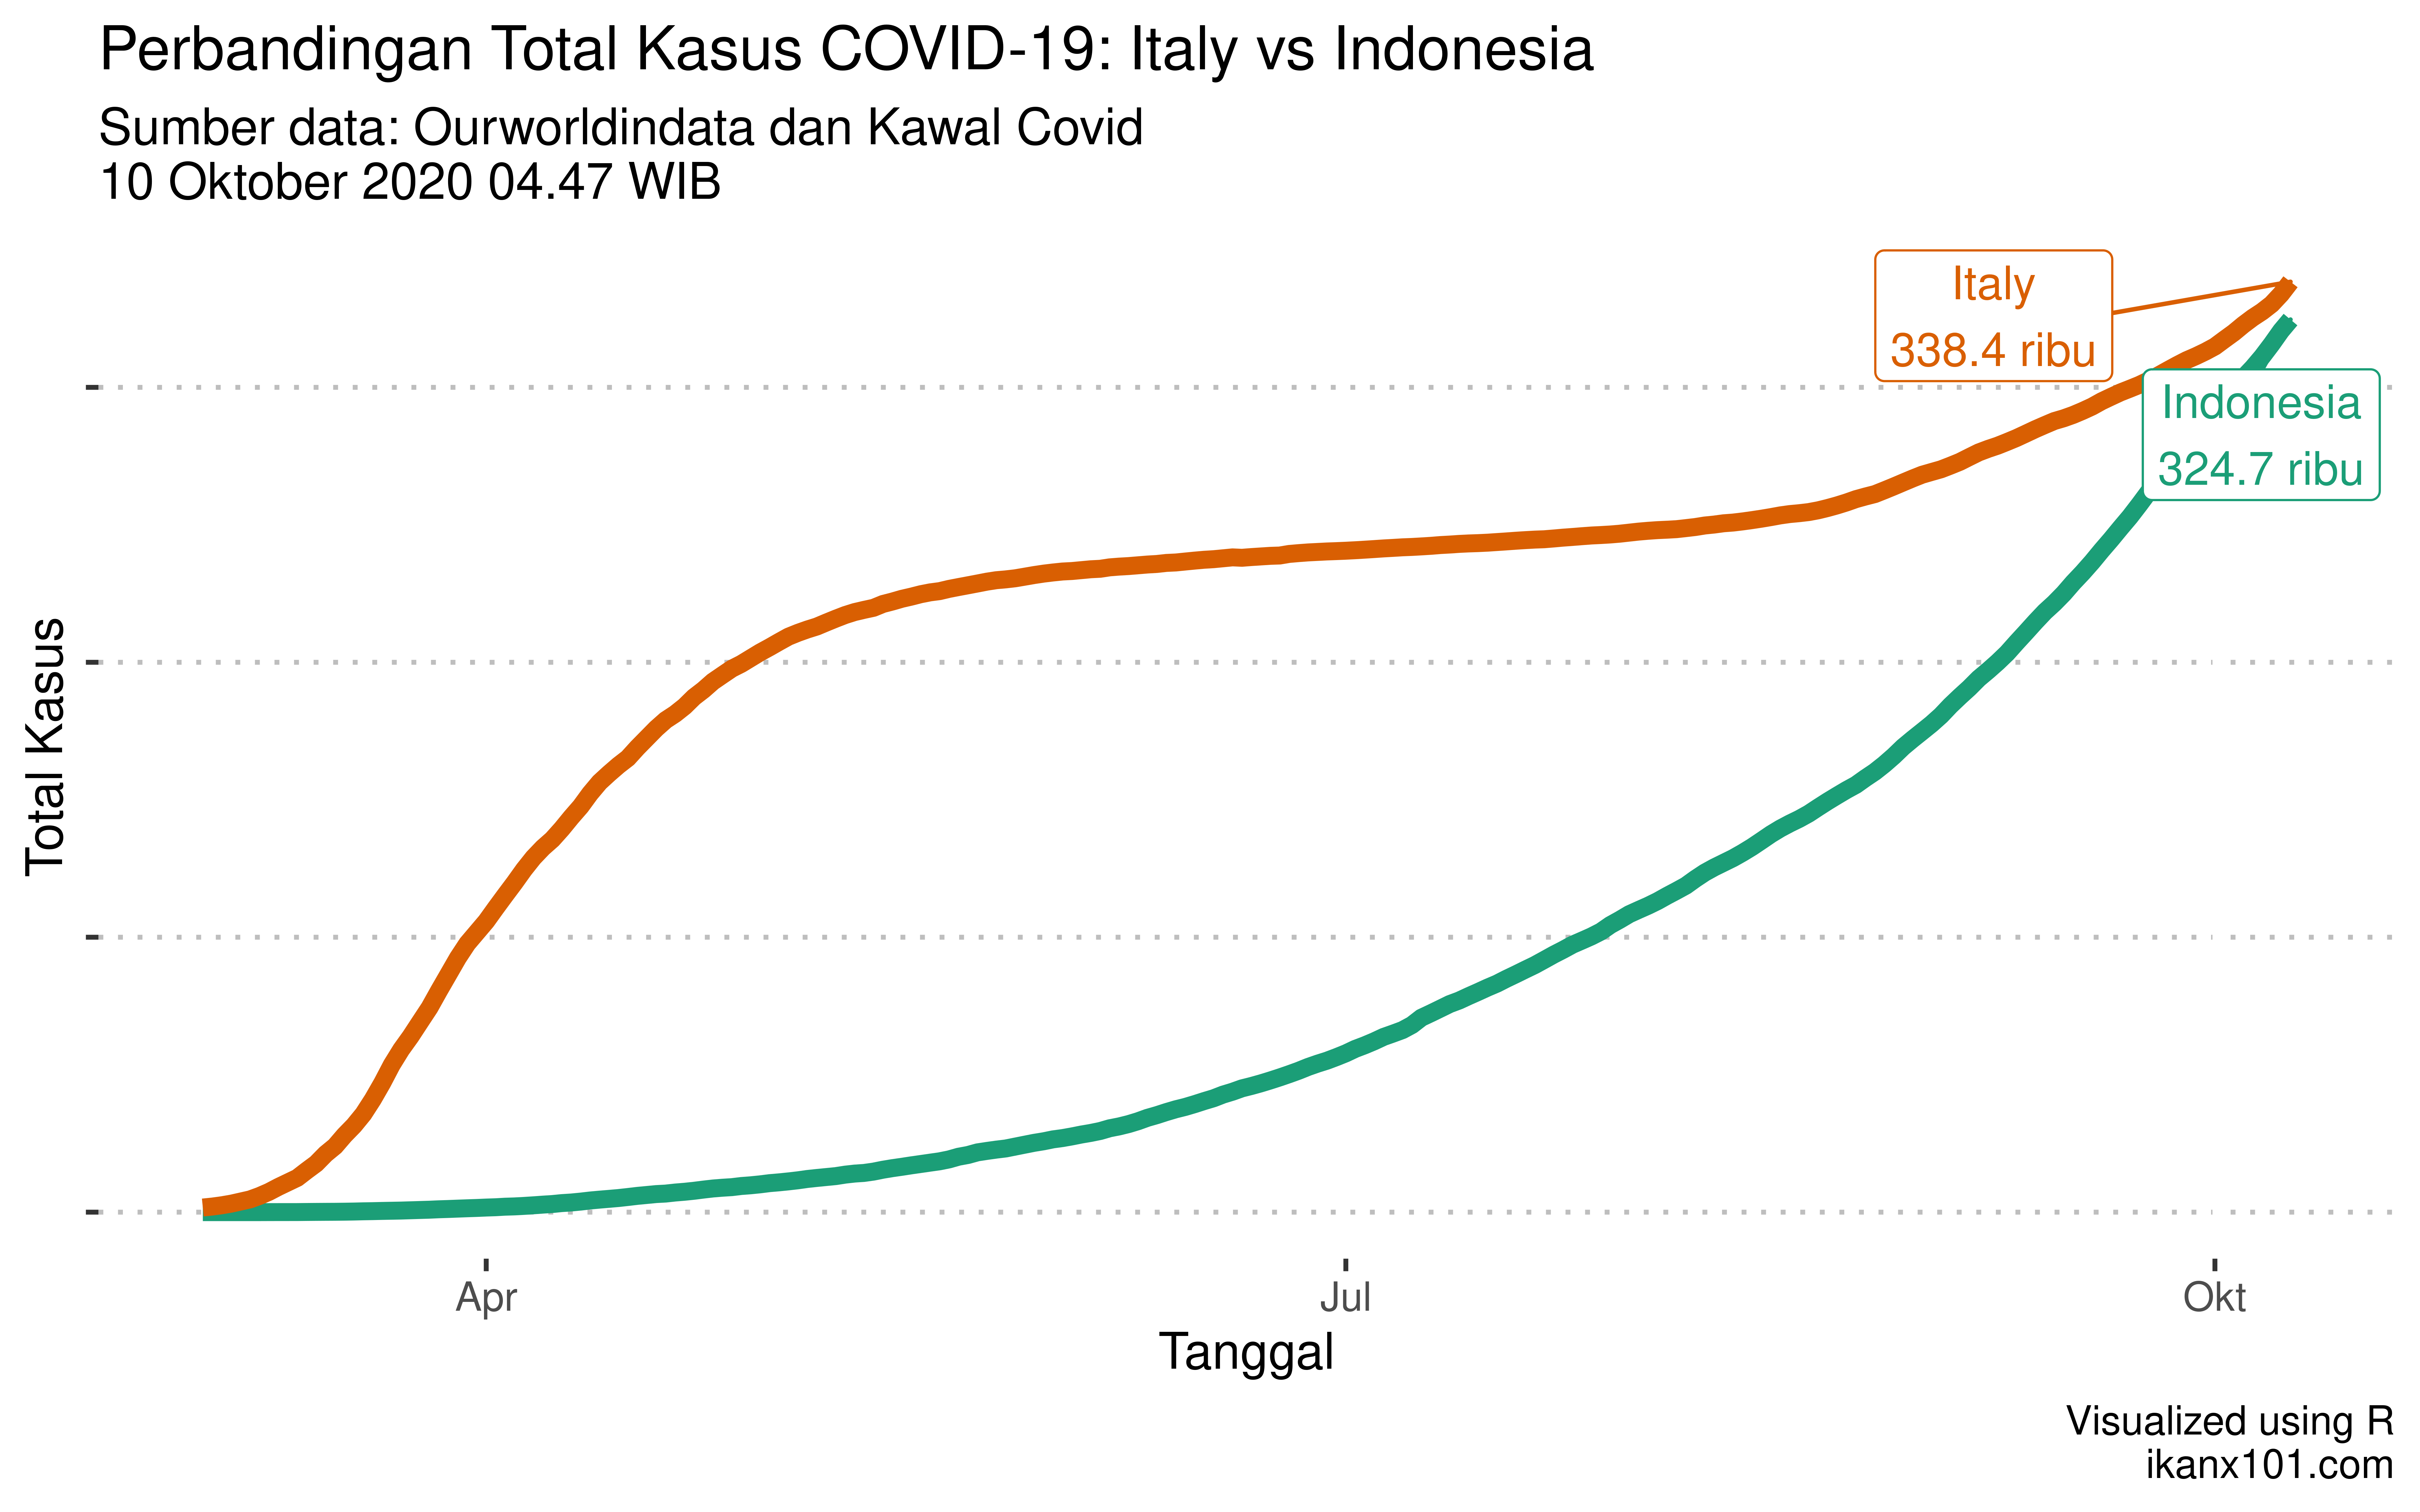 Perbandingan Total Kasus COVID-19: Italy vs Indonesia
Sumber data: Ourworldindata dan Kawal Covid
10 Oktober 2020 04.47 WIB
Italy
338.4 ribu
Indonesia
324.7 ribu
Total Kasus
Apr
Jul
Okt
Tanggal
Visualized using R
ikanx101.com